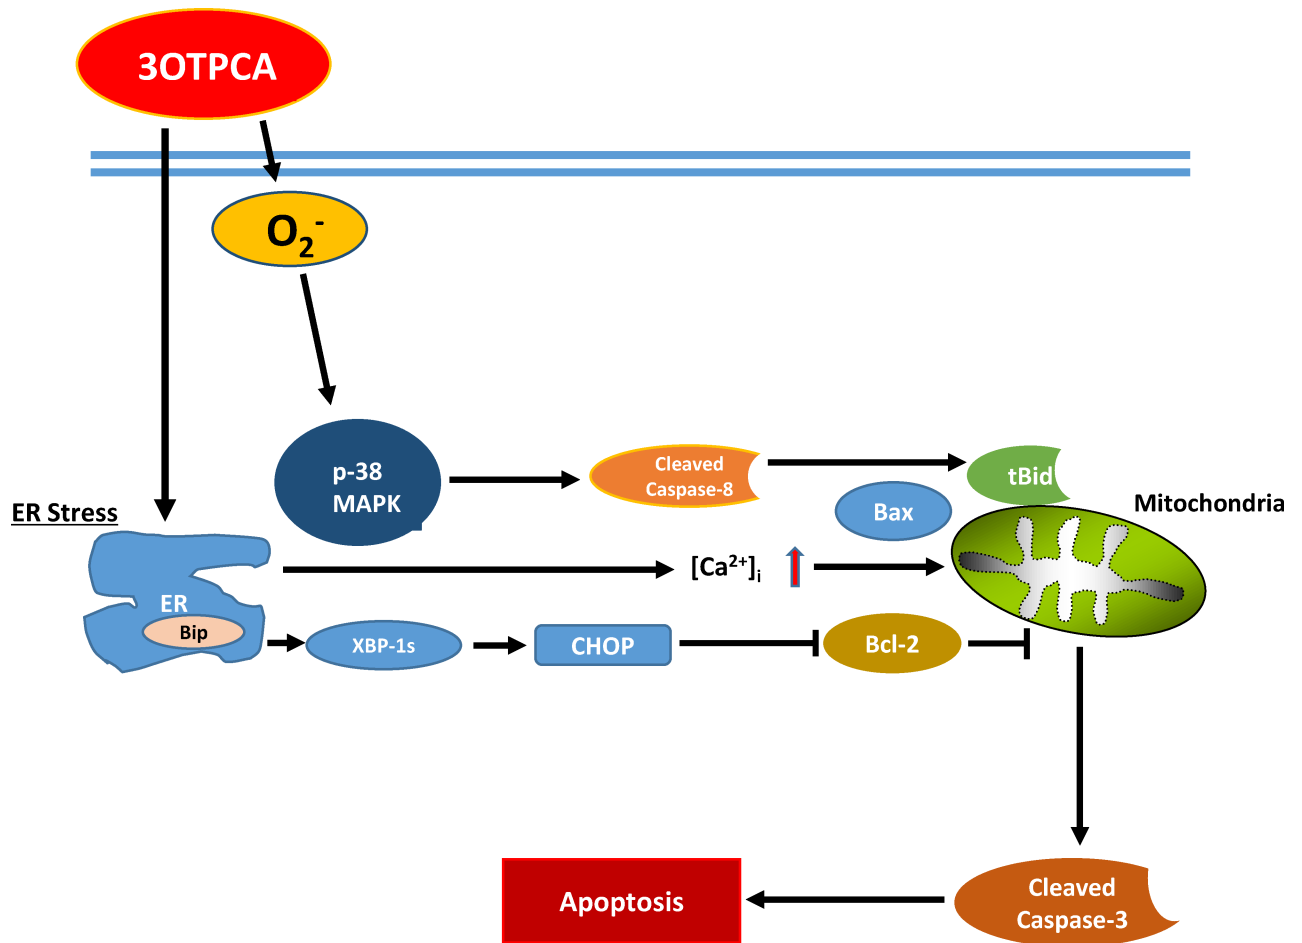 3OTPCA
O₂⁻
p-38
MAPK
Cleaved
Caspase-8
tBid
Mitochondria
Bax
ER Stress
[Ca²⁺]ᵢ
ER
Bip
XBP-1s
CHOP
Bcl-2
Apoptosis
Cleaved
Caspase-3